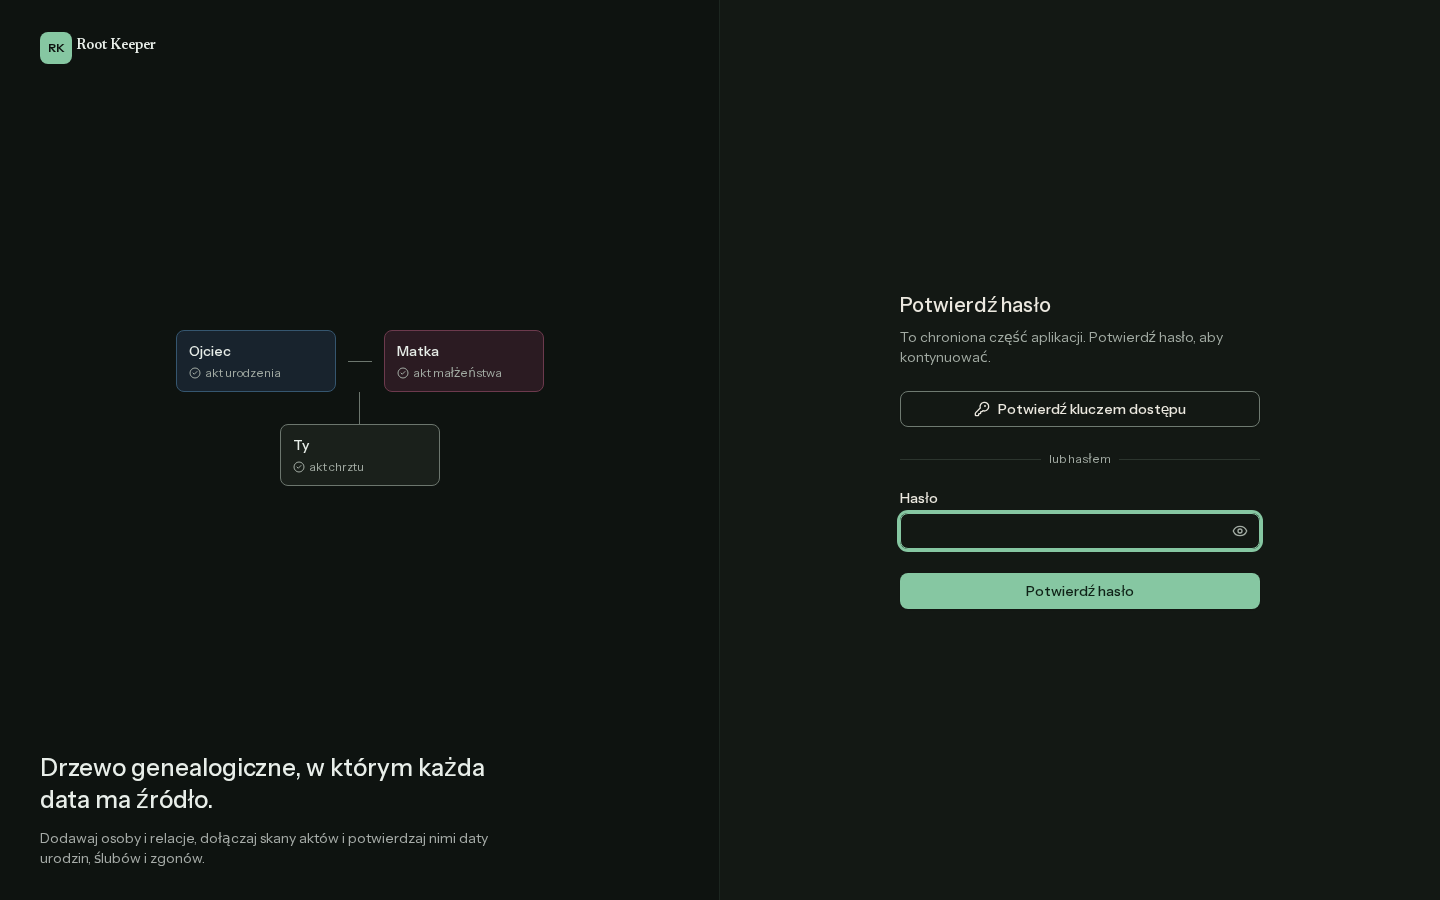 RK Root Keeper
Ojciec
akt urodzenia
Matka
akt małżeństwa
Ty
akt chrztu
Drzewo genealogiczne, w którym każda
data ma źródło.
Dodawaj osoby i relacje, dołączaj skany aktów i potwierdzaj nimi daty
urodzin, ślubów i zgonów.
Potwierdź hasło
To chroniona część aplikacji. Potwierdź hasło, aby
kontynuować.
Potwierdź kluczem dostępu
lub hasłem
Hasło
Potwierdź hasło